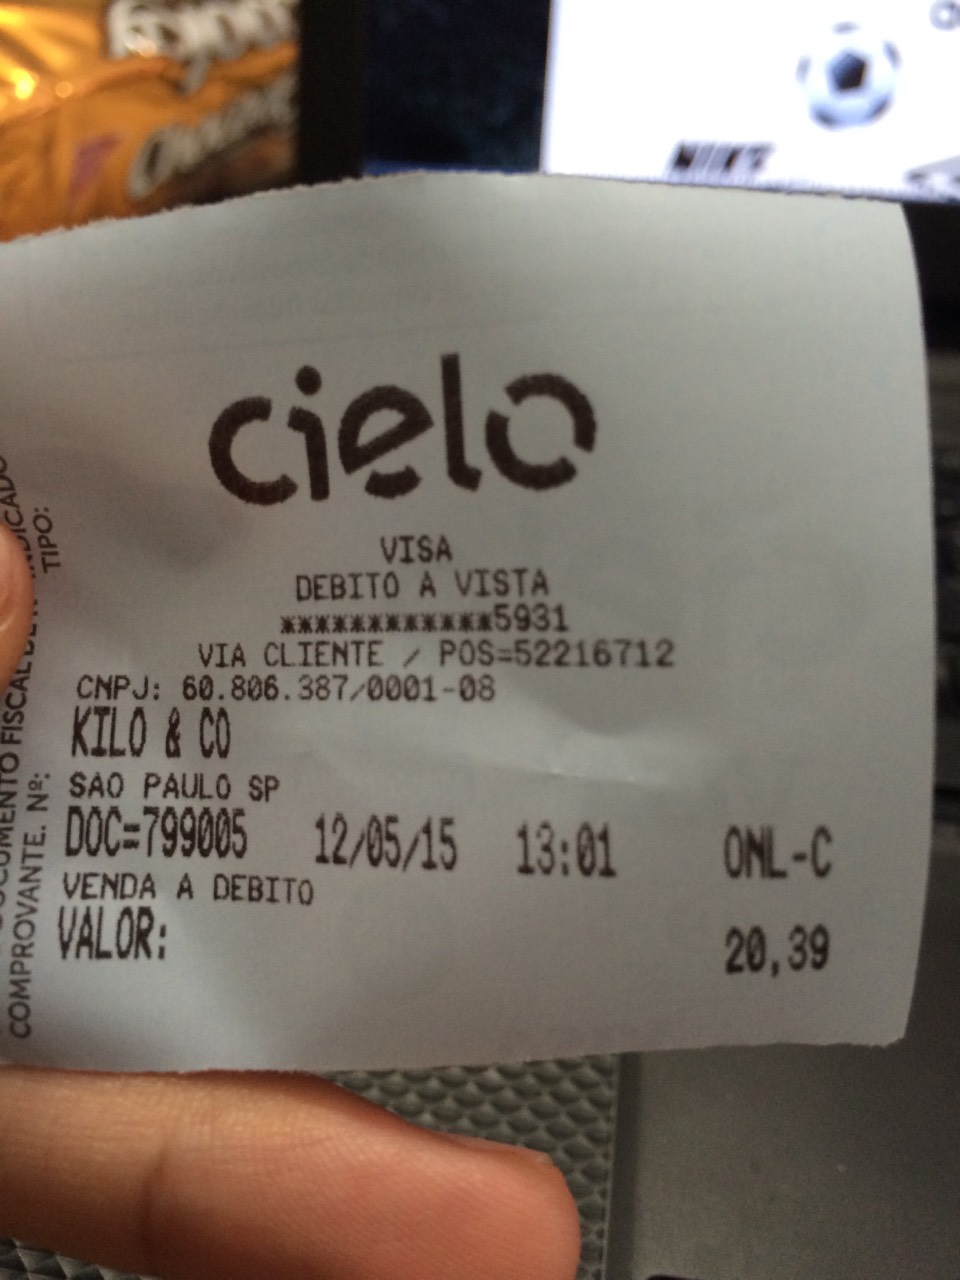 cielo
VISA
DEBITO A VISTA
************5931
VIA CLIENTE / POS=52216712
CNPJ: 60.806.387/0001-08
KILO & CO
SAO PAULO SP
DOC=799005 12/05/15 13:01 ONL-C
VENDA A DEBITO
VALOR: 20,39
COMPROVANTE. Nº: TIPO: